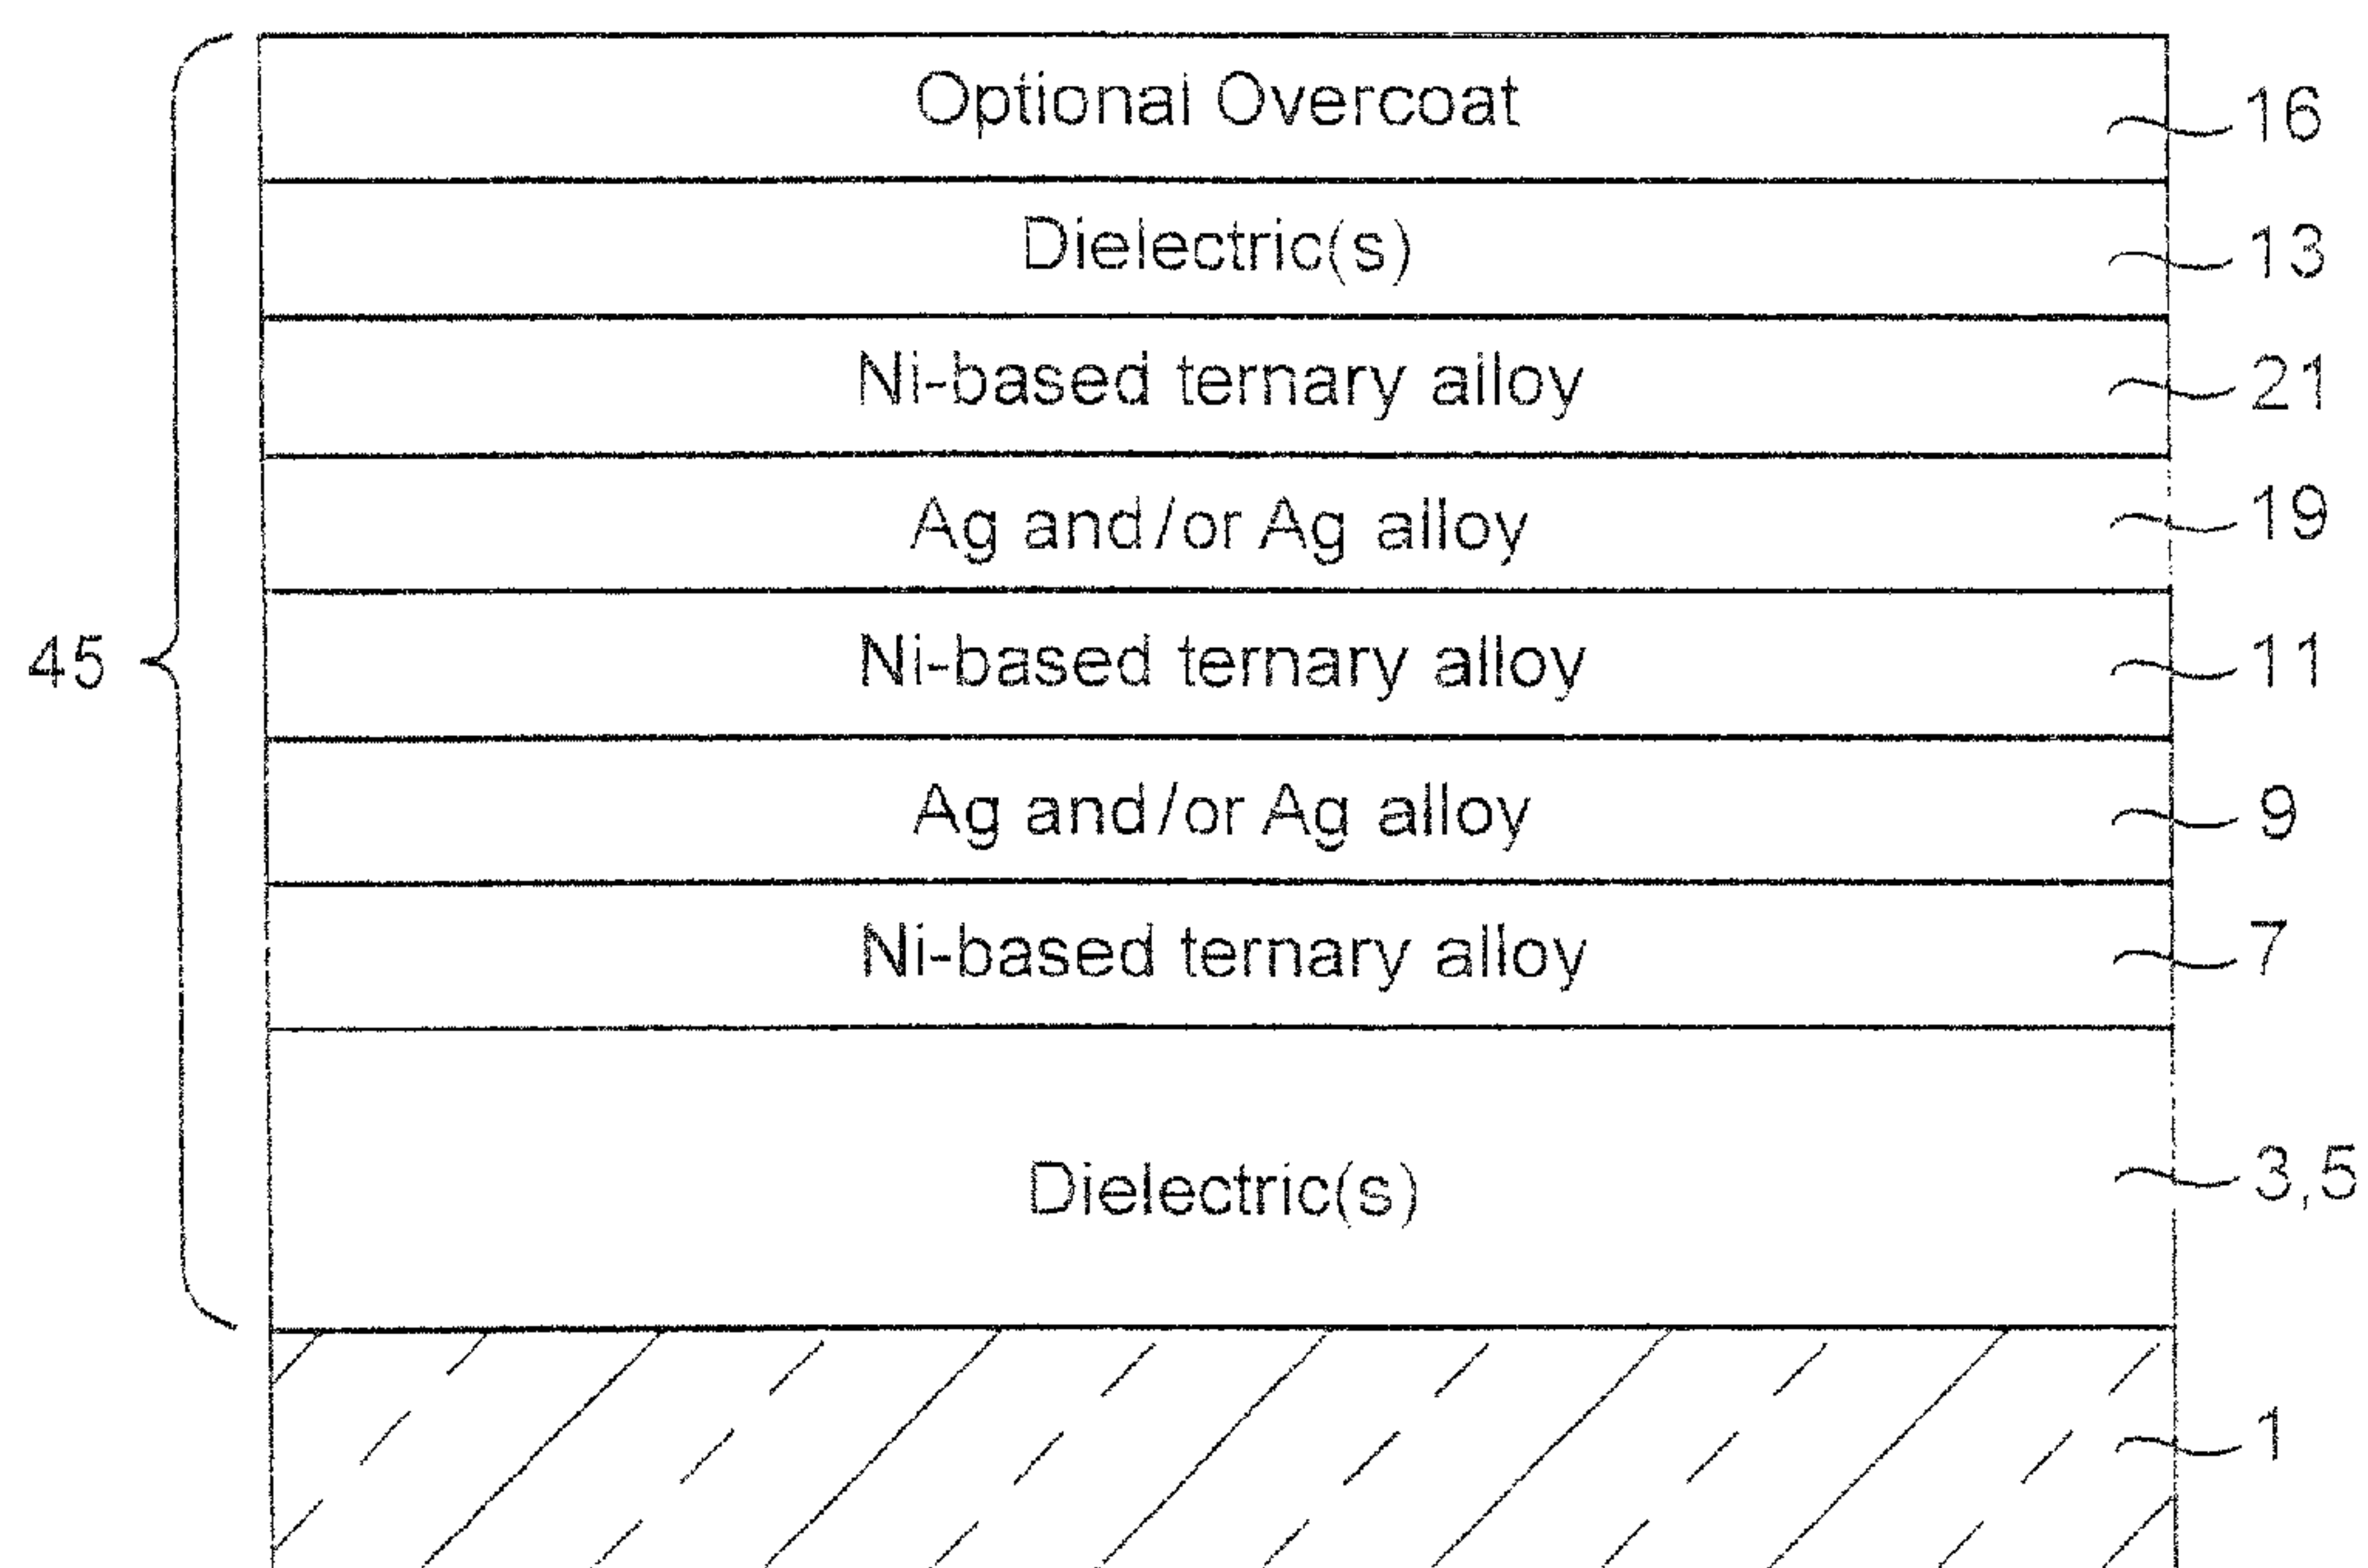 Optional Overcoat
16
Dielectric(s)
13
Ni-based ternary alloy
21
Ag and/or Ag alloy
19
45
Ni-based ternary alloy
11
Ag and/or Ag alloy
9
Ni-based ternary alloy
7
Dielectric(s)
3,5
1